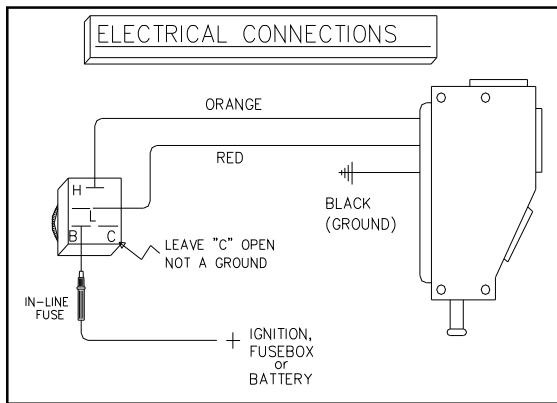 ELECTRICAL CONNECTIONS
ORANGE
RED
H
L
B
C
BLACK
(GROUND)
LEAVE "C" OPEN
NOT A GROUND
IN-LINE
FUSE
+ IGNITION,
FUSEBOX
or
BATTERY